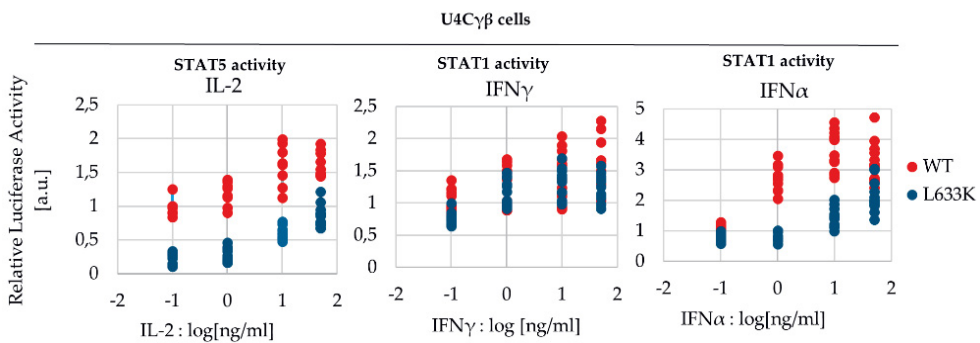 U4Cγβ cells
STAT5 activity
IL-2
STAT1 activity
IFNγ
STAT1 activity
IFNα
Relative Luciferase Activity
[a.u.]
2,5
2
1,5
1
0,5
0
-2 -1 0 1 2
IL-2 : log[ng/ml]
2,5
2
1,5
1
0,5
0
-2 -1 0 1 2
IFNγ : log [ng/ml]
5
4
3
2
1
0
-2 -1 0 1 2
IFNα : log[ng/ml]
WT
L633K